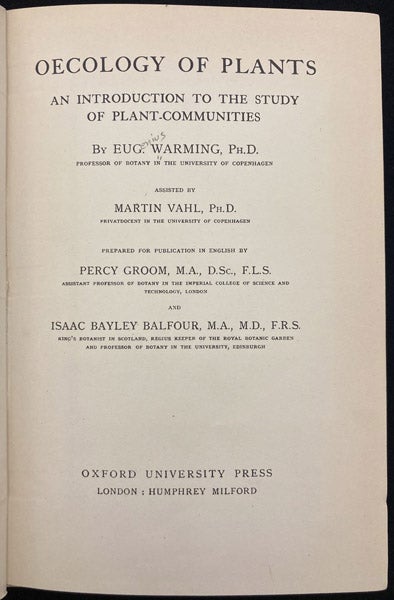 OECOLOGY OF PLANTS
AN INTRODUCTION TO THE STUDY
OF PLANT-COMMUNITIES
enius
By EUG. WARMING, Ph.D.
PROFESSOR OF BOTANY IN THE UNIVERSITY OF COPENHAGEN
ASSISTED BY
MARTIN VAHL, Ph.D.
PRIVATDOCENT IN THE UNIVERSITY OF COPENHAGEN
PREPARED FOR PUBLICATION IN ENGLISH BY
PERCY GROOM, M.A., D.Sc., F.L.S.
ASSISTANT PROFESSOR OF BOTANY IN THE IMPERIAL COLLEGE OF SCIENCE AND
TECHNOLOGY, LONDON
AND
ISAAC BAYLEY BALFOUR, M.A., M.D., F.R.S.
KING'S BOTANIST IN SCOTLAND, REGIUS KEEPER OF THE ROYAL BOTANIC GARDEN
AND PROFESSOR OF BOTANY IN THE UNIVERSITY, EDINBURGH
OXFORD UNIVERSITY PRESS
LONDON : HUMPHREY MILFORD